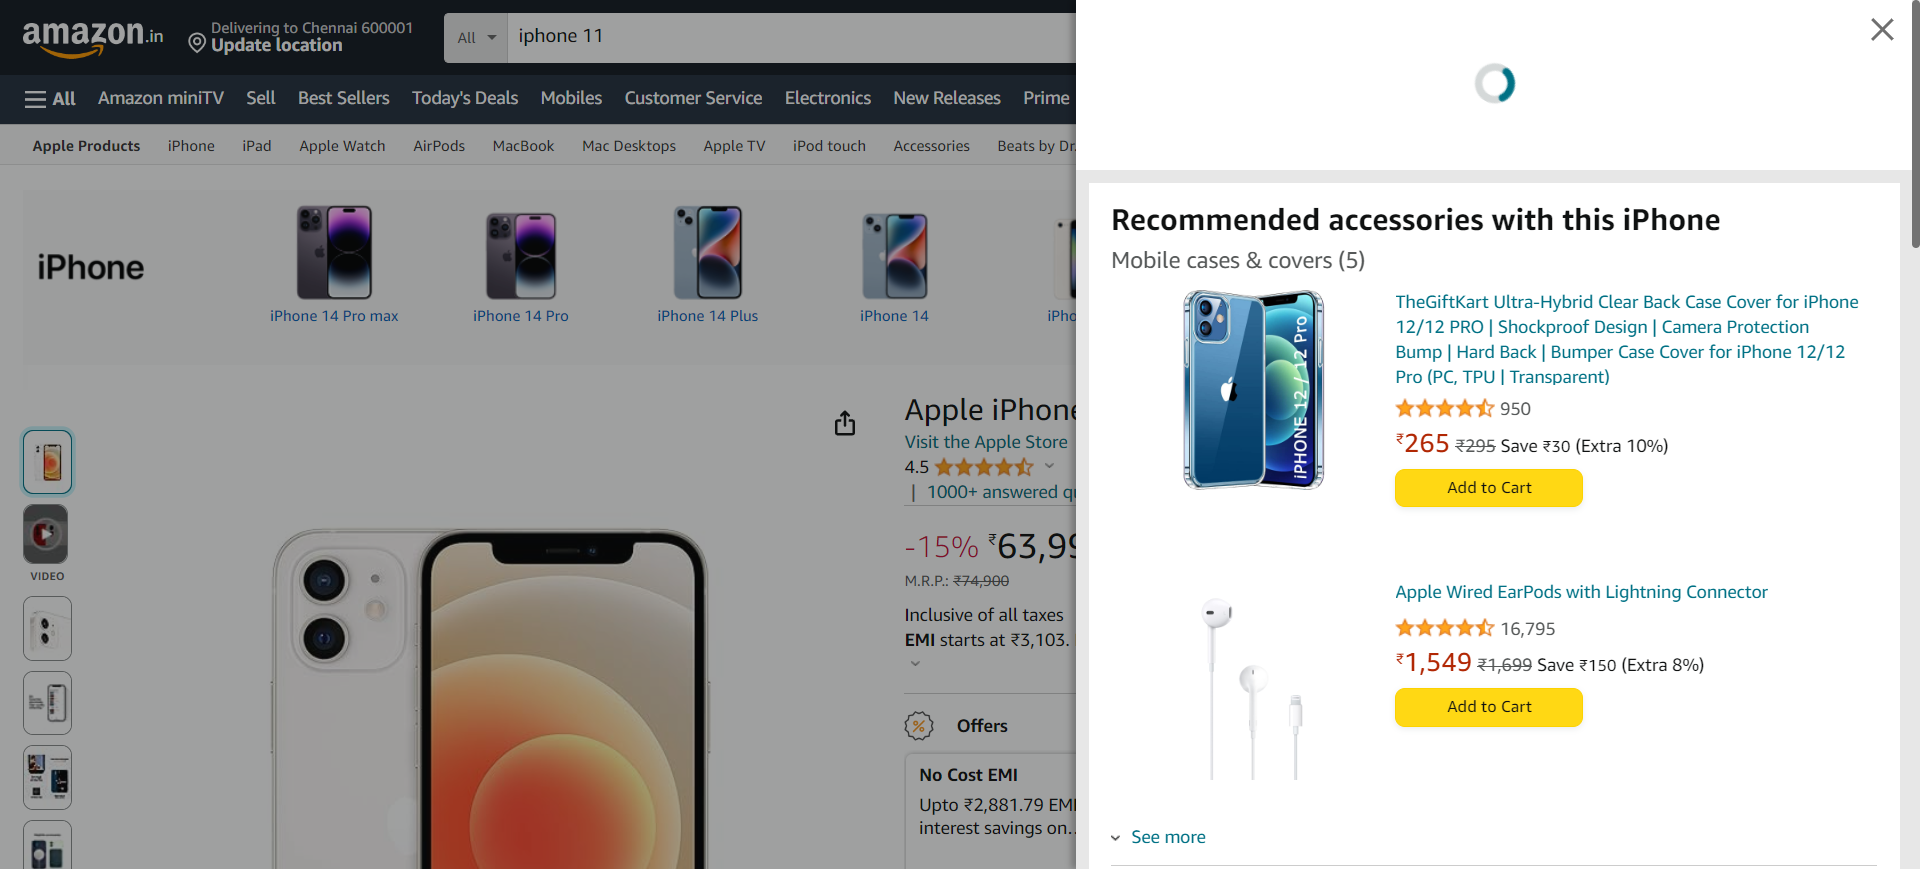 amazon.in
Delivering to Chennai 600001
Update location
All
iphone 11
All
Amazon miniTV
Sell
Best Sellers
Today's Deals
Mobiles
Customer Service
Electronics
New Releases
Prime
Apple Products
iPhone
iPad
Apple Watch
AirPods
MacBook
Mac Desktops
Apple TV
iPod touch
Accessories
Beats by Dr.
iPhone
iPhone 14 Pro max
iPhone 14 Pro
iPhone 14 Plus
iPhone 14
iPho
VIDEO
Apple iPhone
Visit the Apple Store
4.5
| 1000+ answered qu
-15% ₹63,99
M.R.P.: ₹74,900
Inclusive of all taxes
EMI starts at ₹3,103.
Offers
No Cost EMI
Upto ₹2,881.79 EMI
interest savings on…
Recommended accessories with this iPhone
Mobile cases & covers (5)
iPHONE 12 / 12 Pro
TheGiftKart Ultra-Hybrid Clear Back Case Cover for iPhone
12/12 PRO | Shockproof Design | Camera Protection
Bump | Hard Back | Bumper Case Cover for iPhone 12/12
Pro (PC, TPU | Transparent)
950
₹265 ₹295 Save ₹30 (Extra 10%)
Add to Cart
Apple Wired EarPods with Lightning Connector
16,795
₹1,549 ₹1,699 Save ₹150 (Extra 8%)
Add to Cart
See more